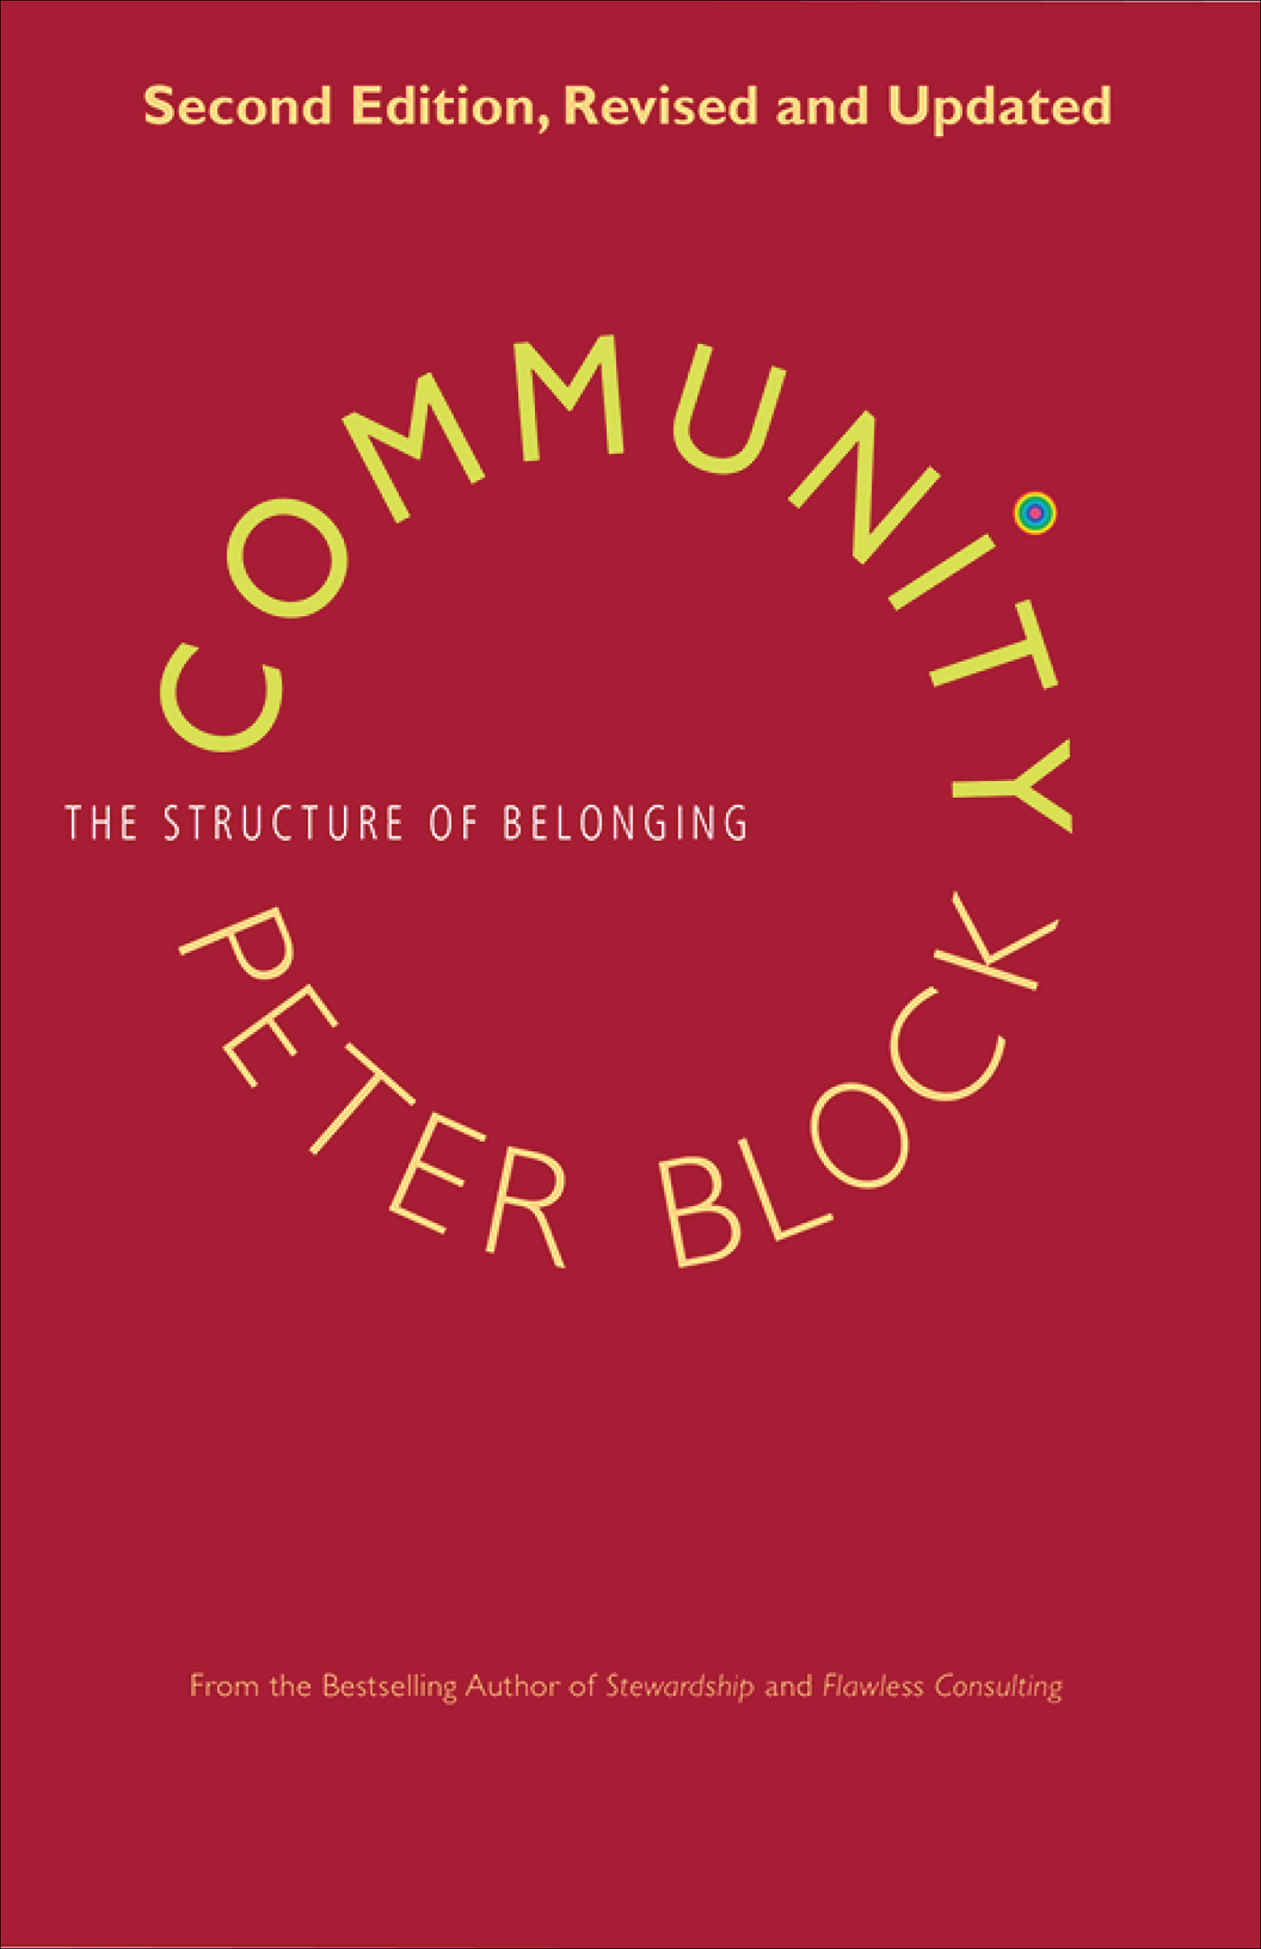 Second Edition, Revised and Updated
COMMUNiTY
THE STRUCTURE OF BELONGING
PETER BLOCK
From the Bestselling Author of Stewardship and Flawless Consulting